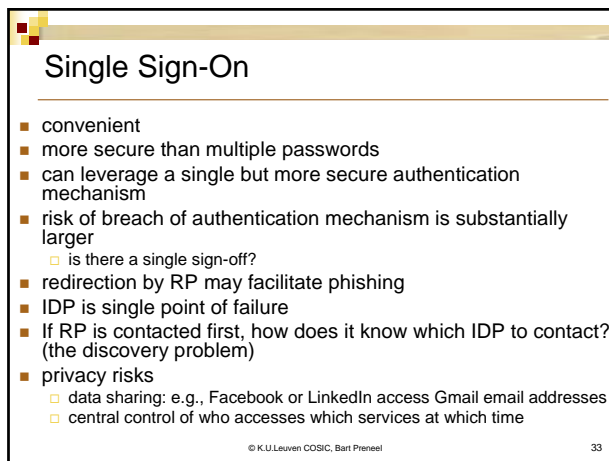 Single Sign-On
convenient
more secure than multiple passwords
can leverage a single but more secure authentication
mechanism
risk of breach of authentication mechanism is substantially
larger
is there a single sign-off?
redirection by RP may facilitate phishing
IDP is single point of failure
If RP is contacted first, how does it know which IDP to contact?
(the discovery problem)
privacy risks
data sharing: e.g., Facebook or LinkedIn access Gmail email addresses
central control of who accesses which services at which time
© K.U.Leuven COSIC, Bart Preneel
33